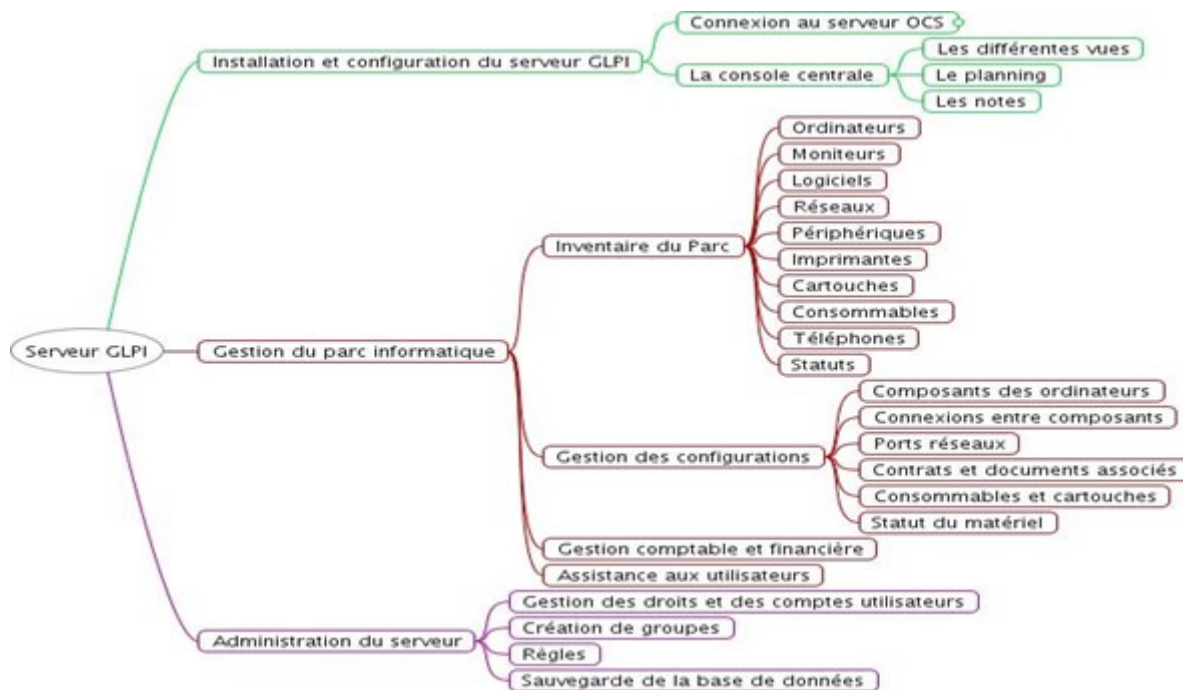 Connexion au serveur OCS
Installation et configuration du serveur GLPI
La console centrale
Les différentes vues
Le planning
Les notes
Serveur GLPI
Gestion du parc informatique
Inventaire du Parc
Ordinateurs
Moniteurs
Logiciels
Réseaux
Périphériques
Imprimantes
Cartouches
Consommables
Téléphones
Statuts
Gestion des configurations
Composants des ordinateurs
Connexions entre composants
Ports réseaux
Contrats et documents associés
Consommables et cartouches
Statut du matériel
Gestion comptable et financière
Assistance aux utilisateurs
Administration du serveur
Gestion des droits et des comptes utilisateurs
Création de groupes
Règles
Sauvegarde de la base de données